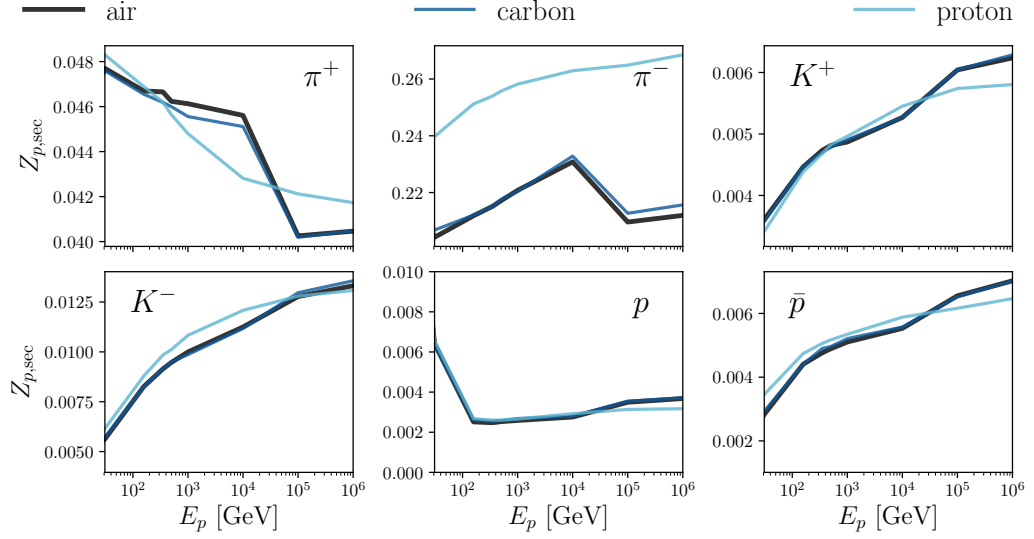 air carbon proton
π⁺ π⁻ K⁺
0.048 0.046 0.044 0.042 0.040
0.26 0.24 0.22
0.006 0.005 0.004
Z_{p,sec}
K⁻ p p̄
0.0125 0.0100 0.0075 0.0050
0.010 0.008 0.006 0.004 0.002 0.000
0.006 0.004 0.002
Z_{p,sec}
10² 10³ 10⁴ 10⁵ 10⁶ 10² 10³ 10⁴ 10⁵ 10⁶ 10² 10³ 10⁴ 10⁵ 10⁶
E_p [GeV] E_p [GeV] E_p [GeV]